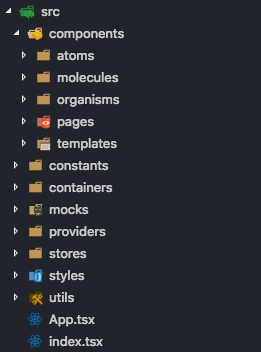 src
components
atoms
molecules
organisms
pages
templates
constants
containers
mocks
providers
stores
styles
utils
App.tsx
index.tsx